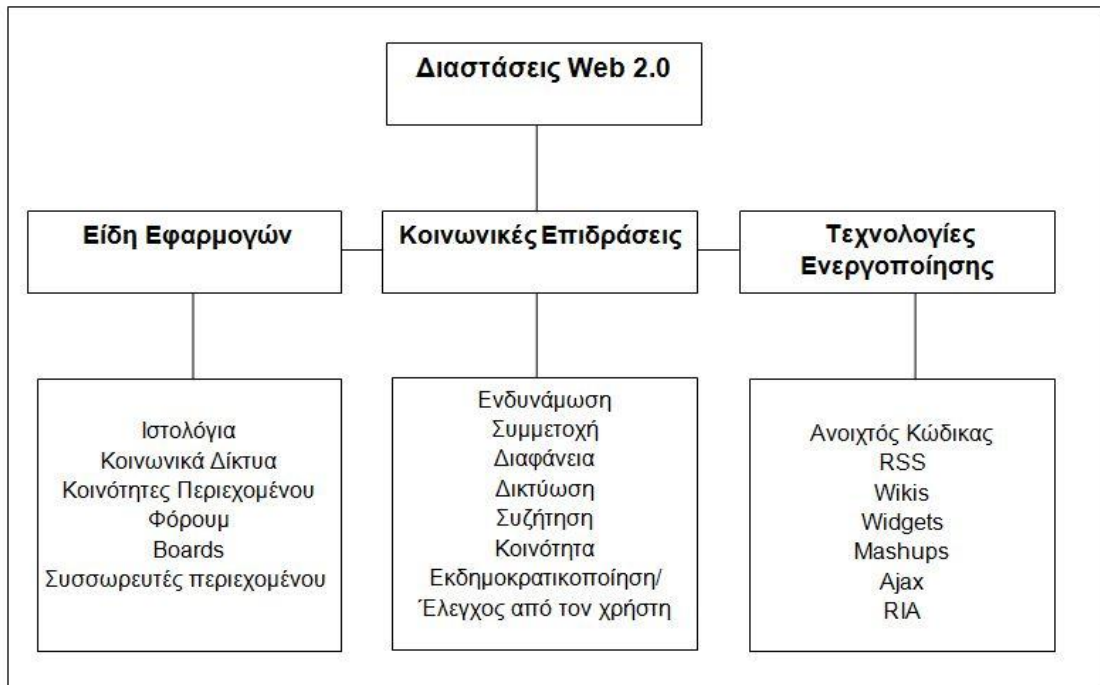 Διαστάσεις Web 2.0
Είδη Εφαρμογών
Κοινωνικές Επιδράσεις
Τεχνολογίες
Ενεργοποίησης
Ιστολόγια
Κοινωνικά Δίκτυα
Κοινότητες Περιεχομένου
Φόρουμ
Boards
Συσσωρευτές περιεχομένου
Ενδυνάμωση
Συμμετοχή
Διαφάνεια
Δικτύωση
Συζήτηση
Κοινότητα
Εκδημοκρατικοποίηση/
Έλεγχος από τον χρήστη
Ανοιχτός Κώδικας
RSS
Wikis
Widgets
Mashups
Ajax
RIA